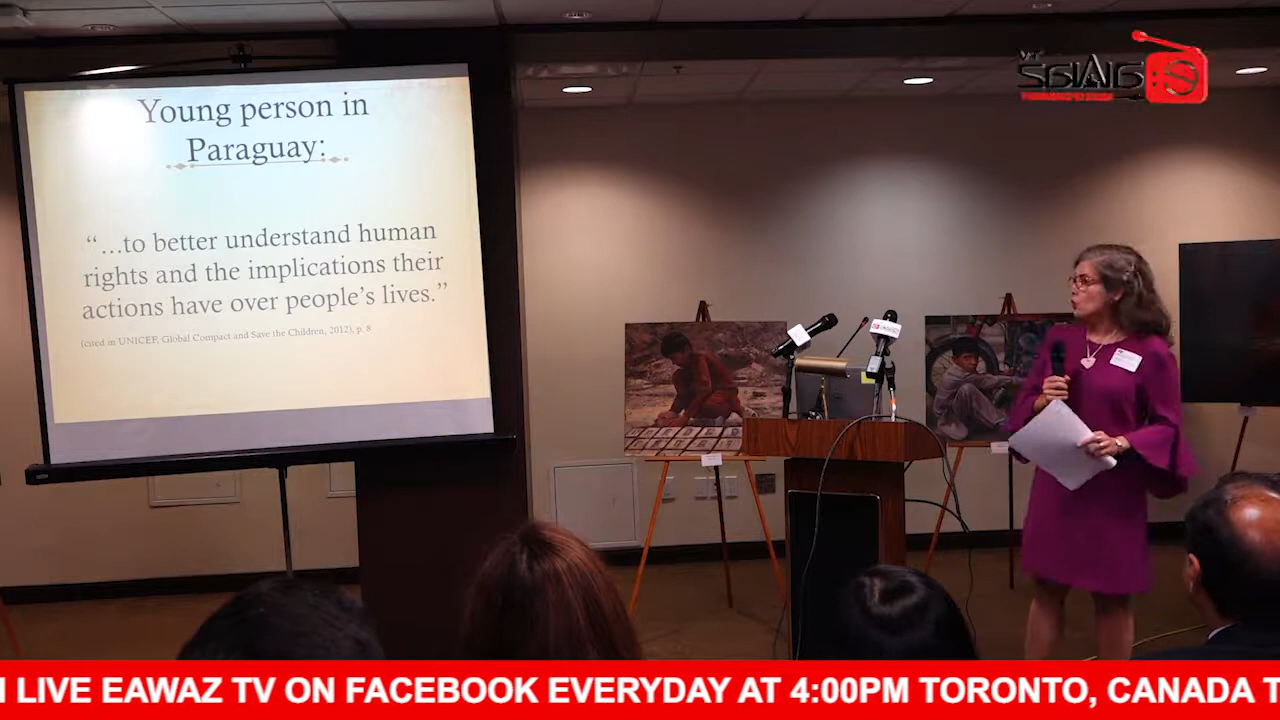 Young person in
Paraguay:
“…to better understand human
rights and the implications their
actions have over people’s lives.”
(cited in UNICEF, Global Compact and Save the Children, 2012), p. 8
LIVE EAWAZ TV ON FACEBOOK EVERYDAY AT 4:00PM TORONTO, CANADA